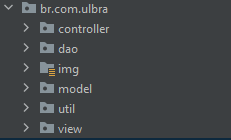 br.com.ulbra
controller
dao
img
model
util
view